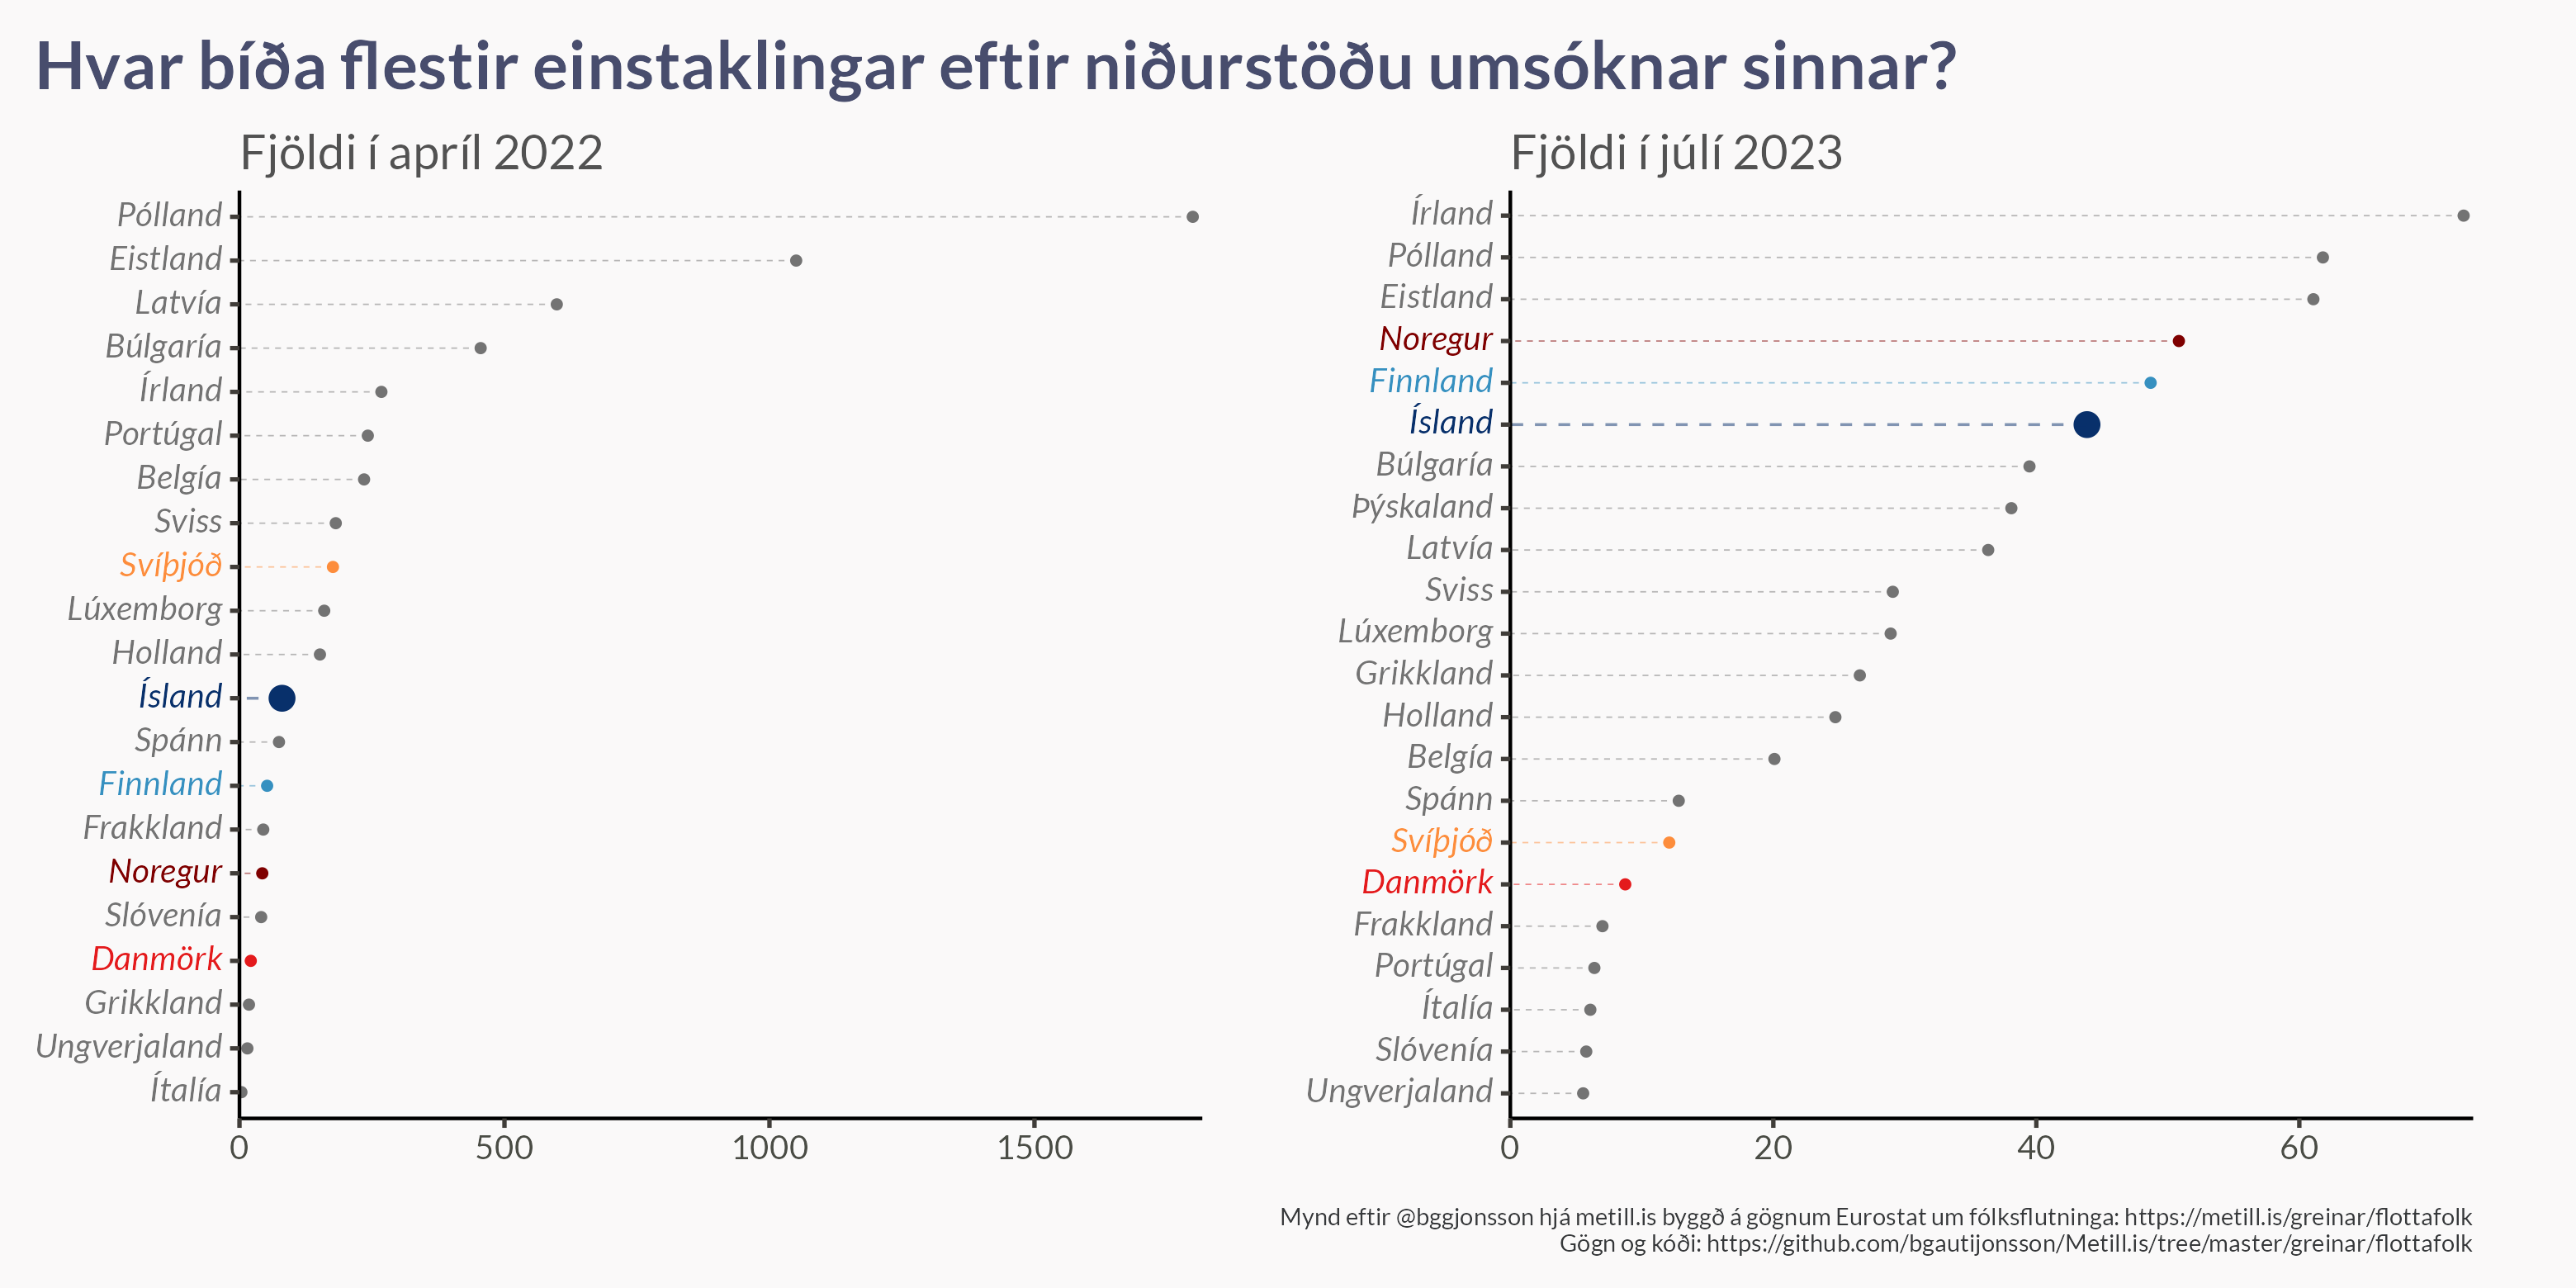 Hvar bíða flestir einstaklingar eftir niðurstöðu umsóknar sinnar?
Fjöldi í apríl 2022
Pólland
Eistland
Latvía
Búlgaría
Írland
Portúgal
Belgía
Sviss
Svíþjóð
Lúxemborg
Holland
Ísland
Spánn
Finnland
Frakkland
Noregur
Slóvenía
Danmörk
Grikkland
Ungverjaland
Ítalía
0 500 1000 1500
Fjöldi í júlí 2023
Írland
Pólland
Eistland
Noregur
Finnland
Ísland
Búlgaría
Þýskaland
Latvía
Sviss
Lúxemborg
Grikkland
Holland
Belgía
Spánn
Svíþjóð
Danmörk
Frakkland
Portúgal
Ítalía
Slóvenía
Ungverjaland
0 20 40 60
Mynd eftir @bggjonsson hjá metill.is byggð á gögnum Eurostat um fólksflutninga: https://metill.is/greinar/flottafolk
Gögn og kóði: https://github.com/bgautijonsson/Metill.is/tree/master/greinar/flottafolk